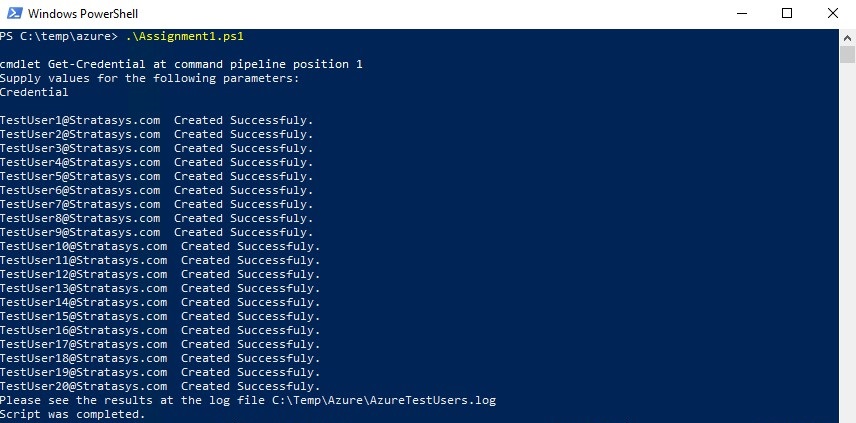 Windows PowerShell
PS C:\temp\azure> .\Assignment1.ps1
cmdlet Get-Credential at command pipeline position 1
Supply values for the following parameters:
Credential
TestUser1@Stratasys.com  Created Successfuly.
TestUser2@Stratasys.com  Created Successfuly.
TestUser3@Stratasys.com  Created Successfuly.
TestUser4@Stratasys.com  Created Successfuly.
TestUser5@Stratasys.com  Created Successfuly.
TestUser6@Stratasys.com  Created Successfuly.
TestUser7@Stratasys.com  Created Successfuly.
TestUser8@Stratasys.com  Created Successfuly.
TestUser9@Stratasys.com  Created Successfuly.
TestUser10@Stratasys.com  Created Successfuly.
TestUser11@Stratasys.com  Created Successfuly.
TestUser12@Stratasys.com  Created Successfuly.
TestUser13@Stratasys.com  Created Successfuly.
TestUser14@Stratasys.com  Created Successfuly.
TestUser15@Stratasys.com  Created Successfuly.
TestUser16@Stratasys.com  Created Successfuly.
TestUser17@Stratasys.com  Created Successfuly.
TestUser18@Stratasys.com  Created Successfuly.
TestUser19@Stratasys.com  Created Successfuly.
TestUser20@Stratasys.com  Created Successfuly.
Please see the results at the log file C:\Temp\Azure\AzureTestUsers.log
Script was completed.